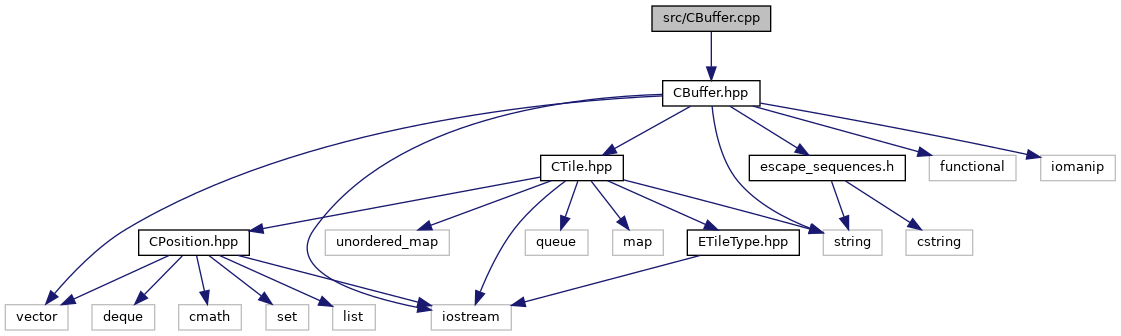 src/CBuffer.cpp
CBuffer.hpp
CTile.hpp
escape_sequences.h
functional
iomanip
CPosition.hpp
unordered_map
queue
map
ETileType.hpp
string
cstring
vector
deque
cmath
set
list
iostream